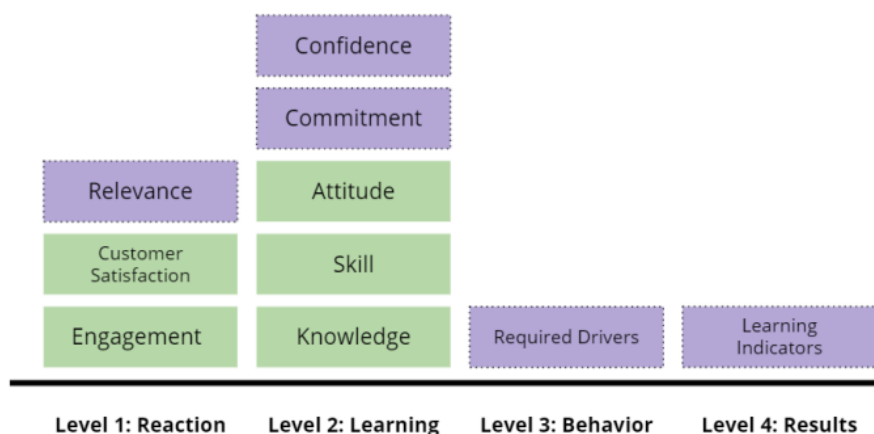 Confidence
Commitment
Relevance
Attitude
Customer
Satisfaction
Skill
Engagement
Knowledge
Required Drivers
Learning
Indicators
Level 1: Reaction
Level 2: Learning
Level 3: Behavior
Level 4: Results